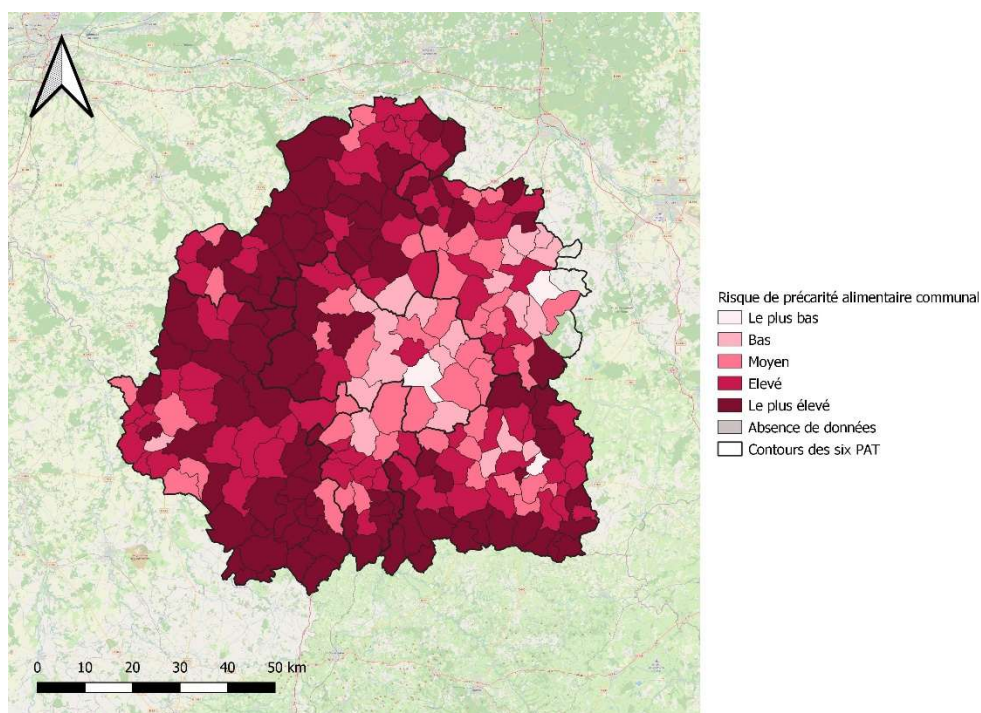 Risque de précarité alimentaire communal
Le plus bas
Bas
Moyen
Elevé
Le plus élevé
Absence de données
Contours des six PAT
0 10 20 30 40 50 km